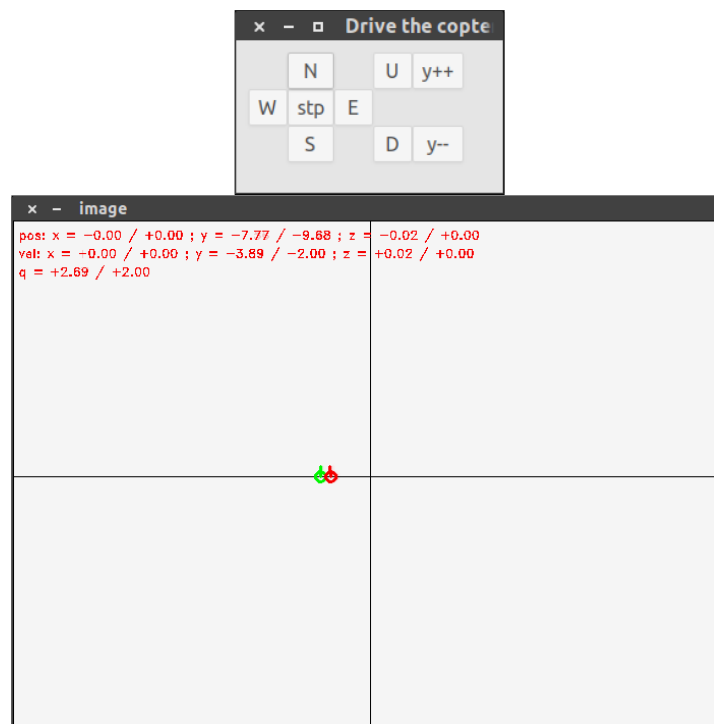 Drive the copte
N U y++
W stp E
S D y--
image
pos: x = -0.00 / +0.00 ; y = -7.77 / -9.68 ; z = -0.02 / +0.00
vel: x = +0.00 / +0.00 ; y = -3.89 / -2.00 ; z = +0.02 / +0.00
q = +2.69 / +2.00